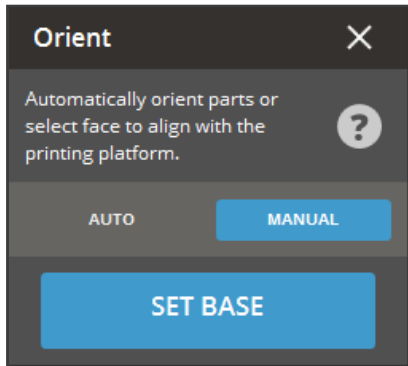 Orient
Automatically orient parts or
select face to align with the
printing platform.
?
AUTO
MANUAL
SET BASE